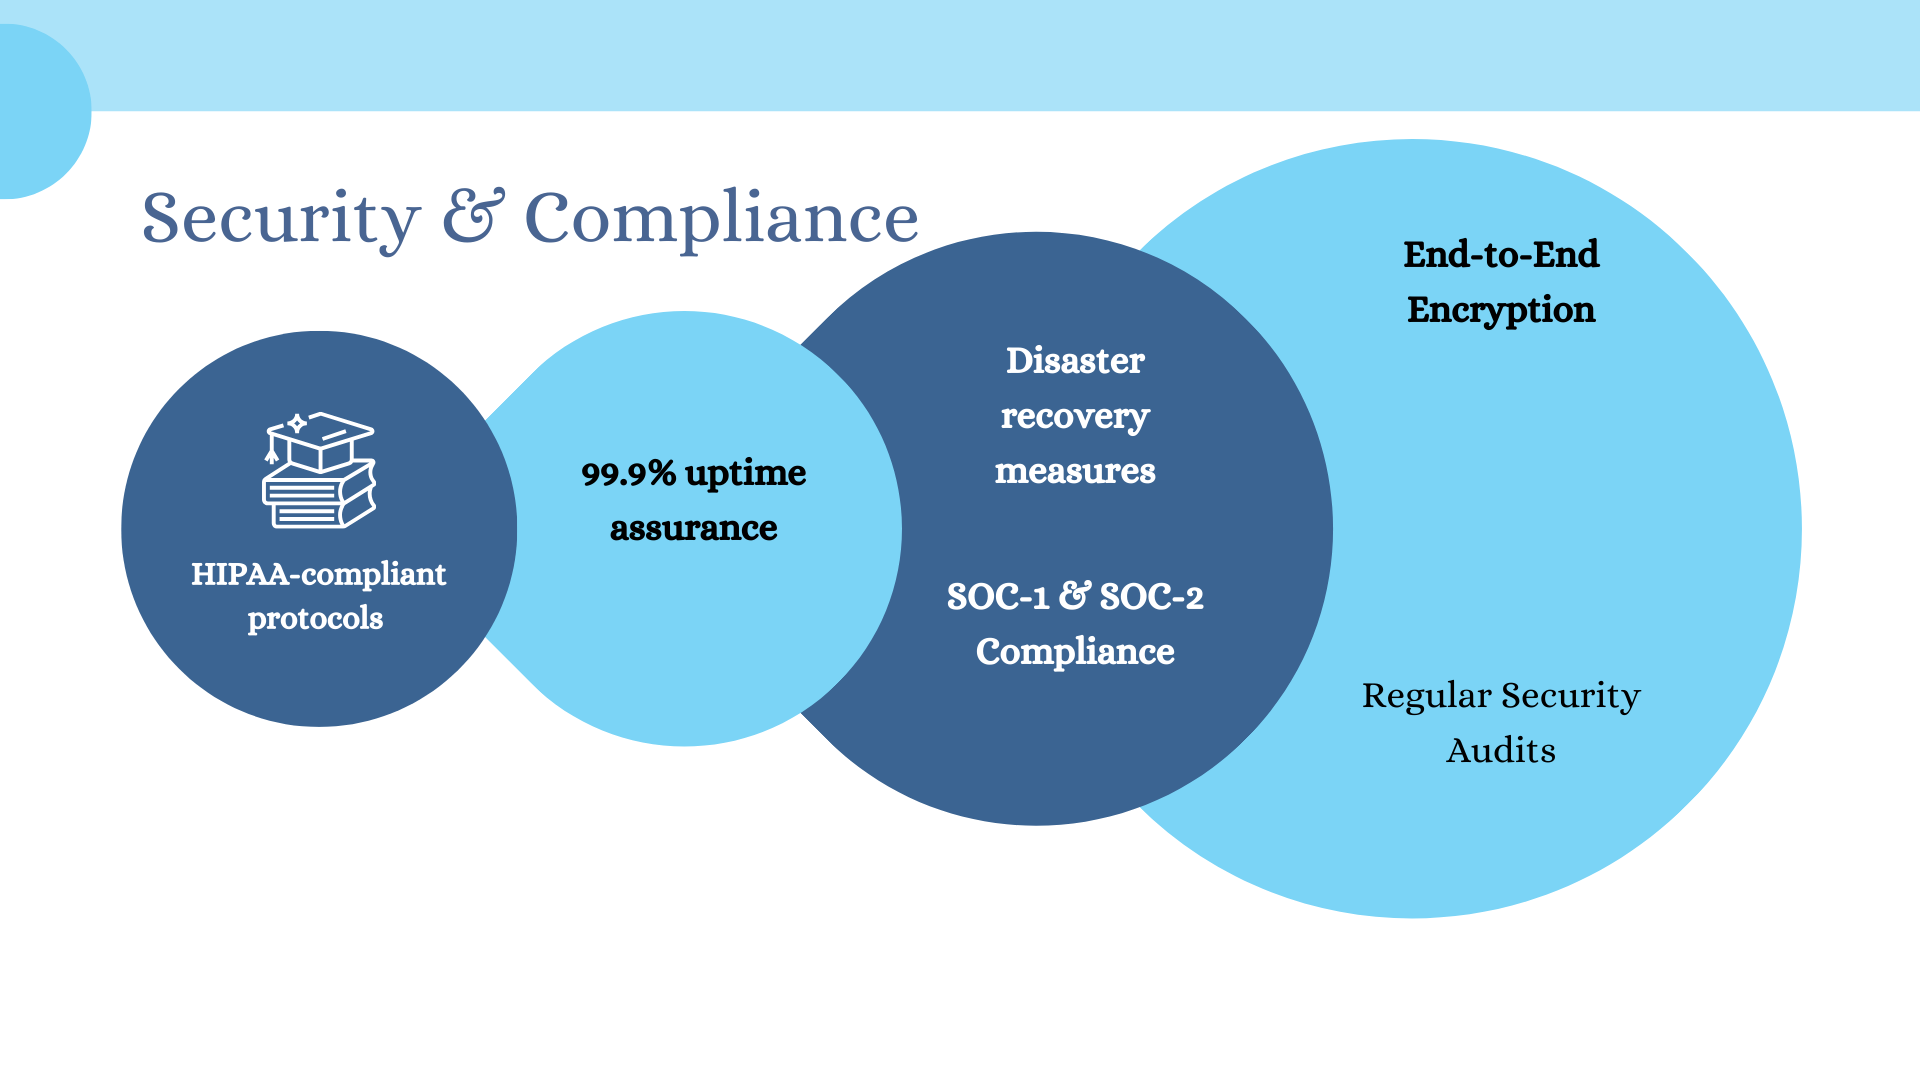 Security & Compliance
HIPAA-compliant
protocols
99.9% uptime
assurance
Disaster
recovery
measures
SOC-1 & SOC-2
Compliance
End-to-End
Encryption
Regular Security
Audits